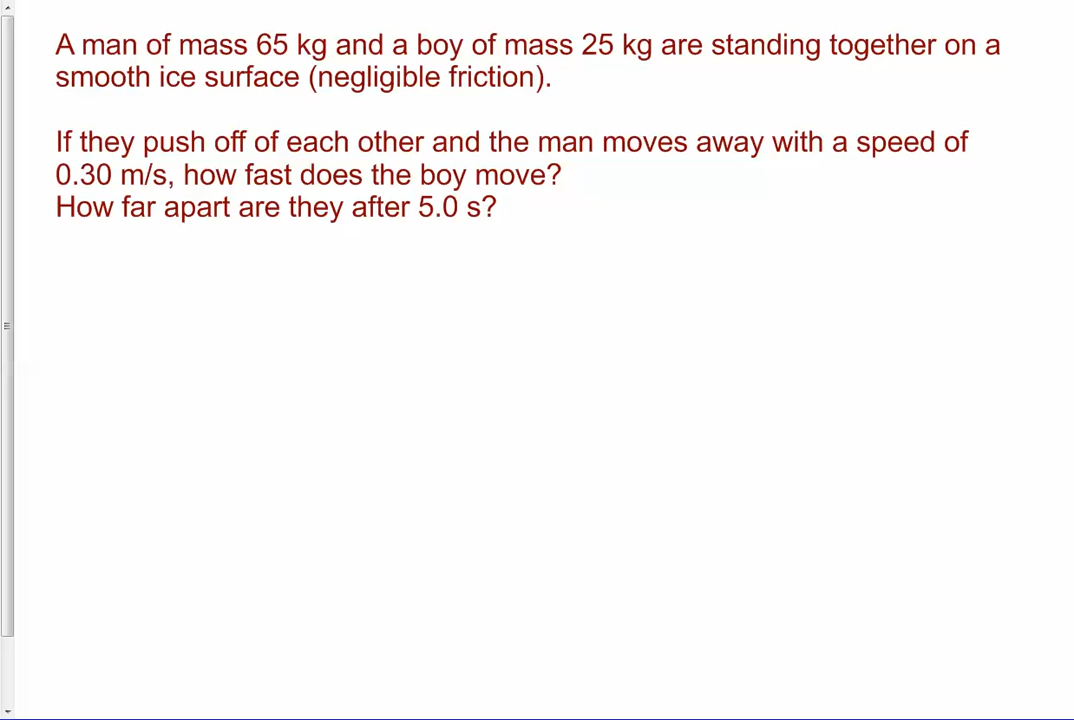 A man of mass 65 kg and a boy of mass 25 kg are standing together on a
smooth ice surface (negligible friction).
If they push off of each other and the man moves away with a speed of
0.30 m/s, how fast does the boy move?
How far apart are they after 5.0 s?